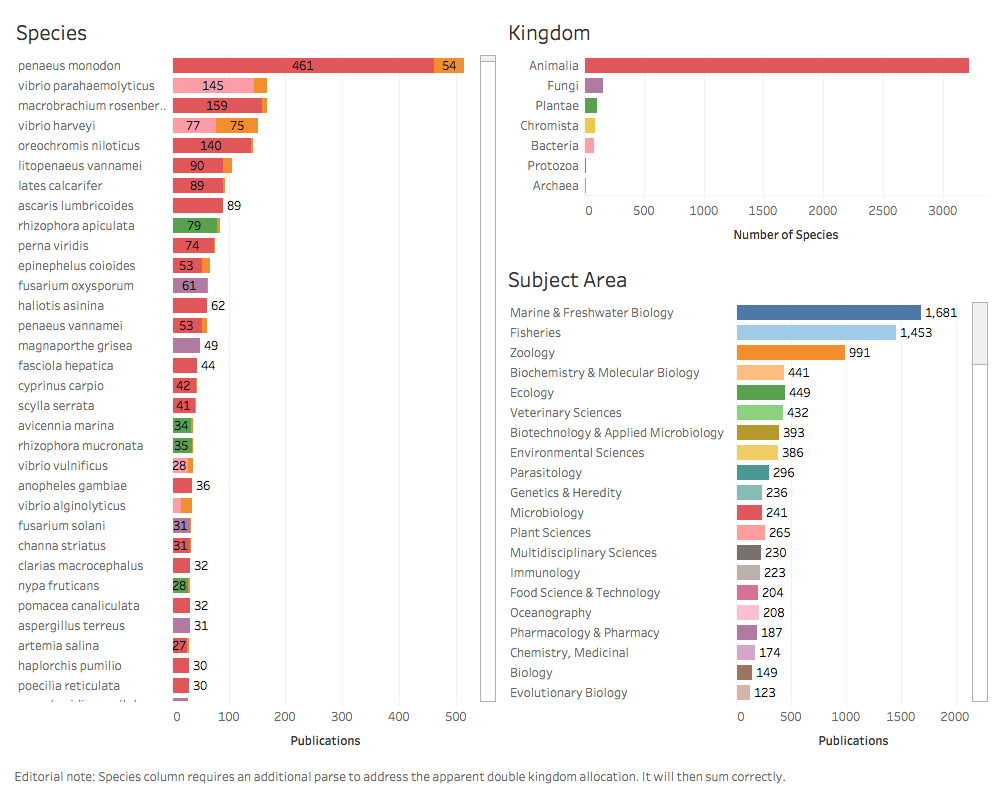 Species
penaeus monodon 461 54
vibrio parahaemolyticus 145
macrobrachium rosenber.. 159
vibrio harveyi 77 75
oreochromis niloticus 140
litopenaeus vannamei 90
lates calcarifer 89
ascaris lumbricoides 89
rhizophora apiculata 79
perna viridis 74
epinephelus coioides 53
fusarium oxysporum 61
haliotis asinina 62
penaeus vannamei 53
magnaporthe grisea 49
fasciola hepatica 44
cyprinus carpio 42
scylla serrata 41
avicennia marina 34
rhizophora mucronata 35
vibrio vulnificus 28
anopheles gambiae 36
vibrio alginolyticus
fusarium solani 31
channa striatus 31
clarias macrocephalus 32
nypa fruticans 28
pomacea canaliculata 32
aspergillus terreus 31
artemia salina 27
haplorchis pumilio 30
poecilia reticulata 30
0 100 200 300 400 500
Publications
Kingdom
Animalia
Fungi
Plantae
Chromista
Bacteria
Protozoa
Archaea
0 500 1000 1500 2000 2500 3000
Number of Species
Subject Area
Marine & Freshwater Biology 1,681
Fisheries 1,453
Zoology 991
Biochemistry & Molecular Biology 441
Ecology 449
Veterinary Sciences 432
Biotechnology & Applied Microbiology 393
Environmental Sciences 386
Parasitology 296
Genetics & Heredity 236
Microbiology 241
Plant Sciences 265
Multidisciplinary Sciences 230
Immunology 223
Food Science & Technology 204
Oceanography 208
Pharmacology & Pharmacy 187
Chemistry, Medicinal 174
Biology 149
Evolutionary Biology 123
0 500 1000 1500 2000
Publications
Editorial note: Species column requires an additional parse to address the apparent double kingdom allocation. It will then sum correctly.